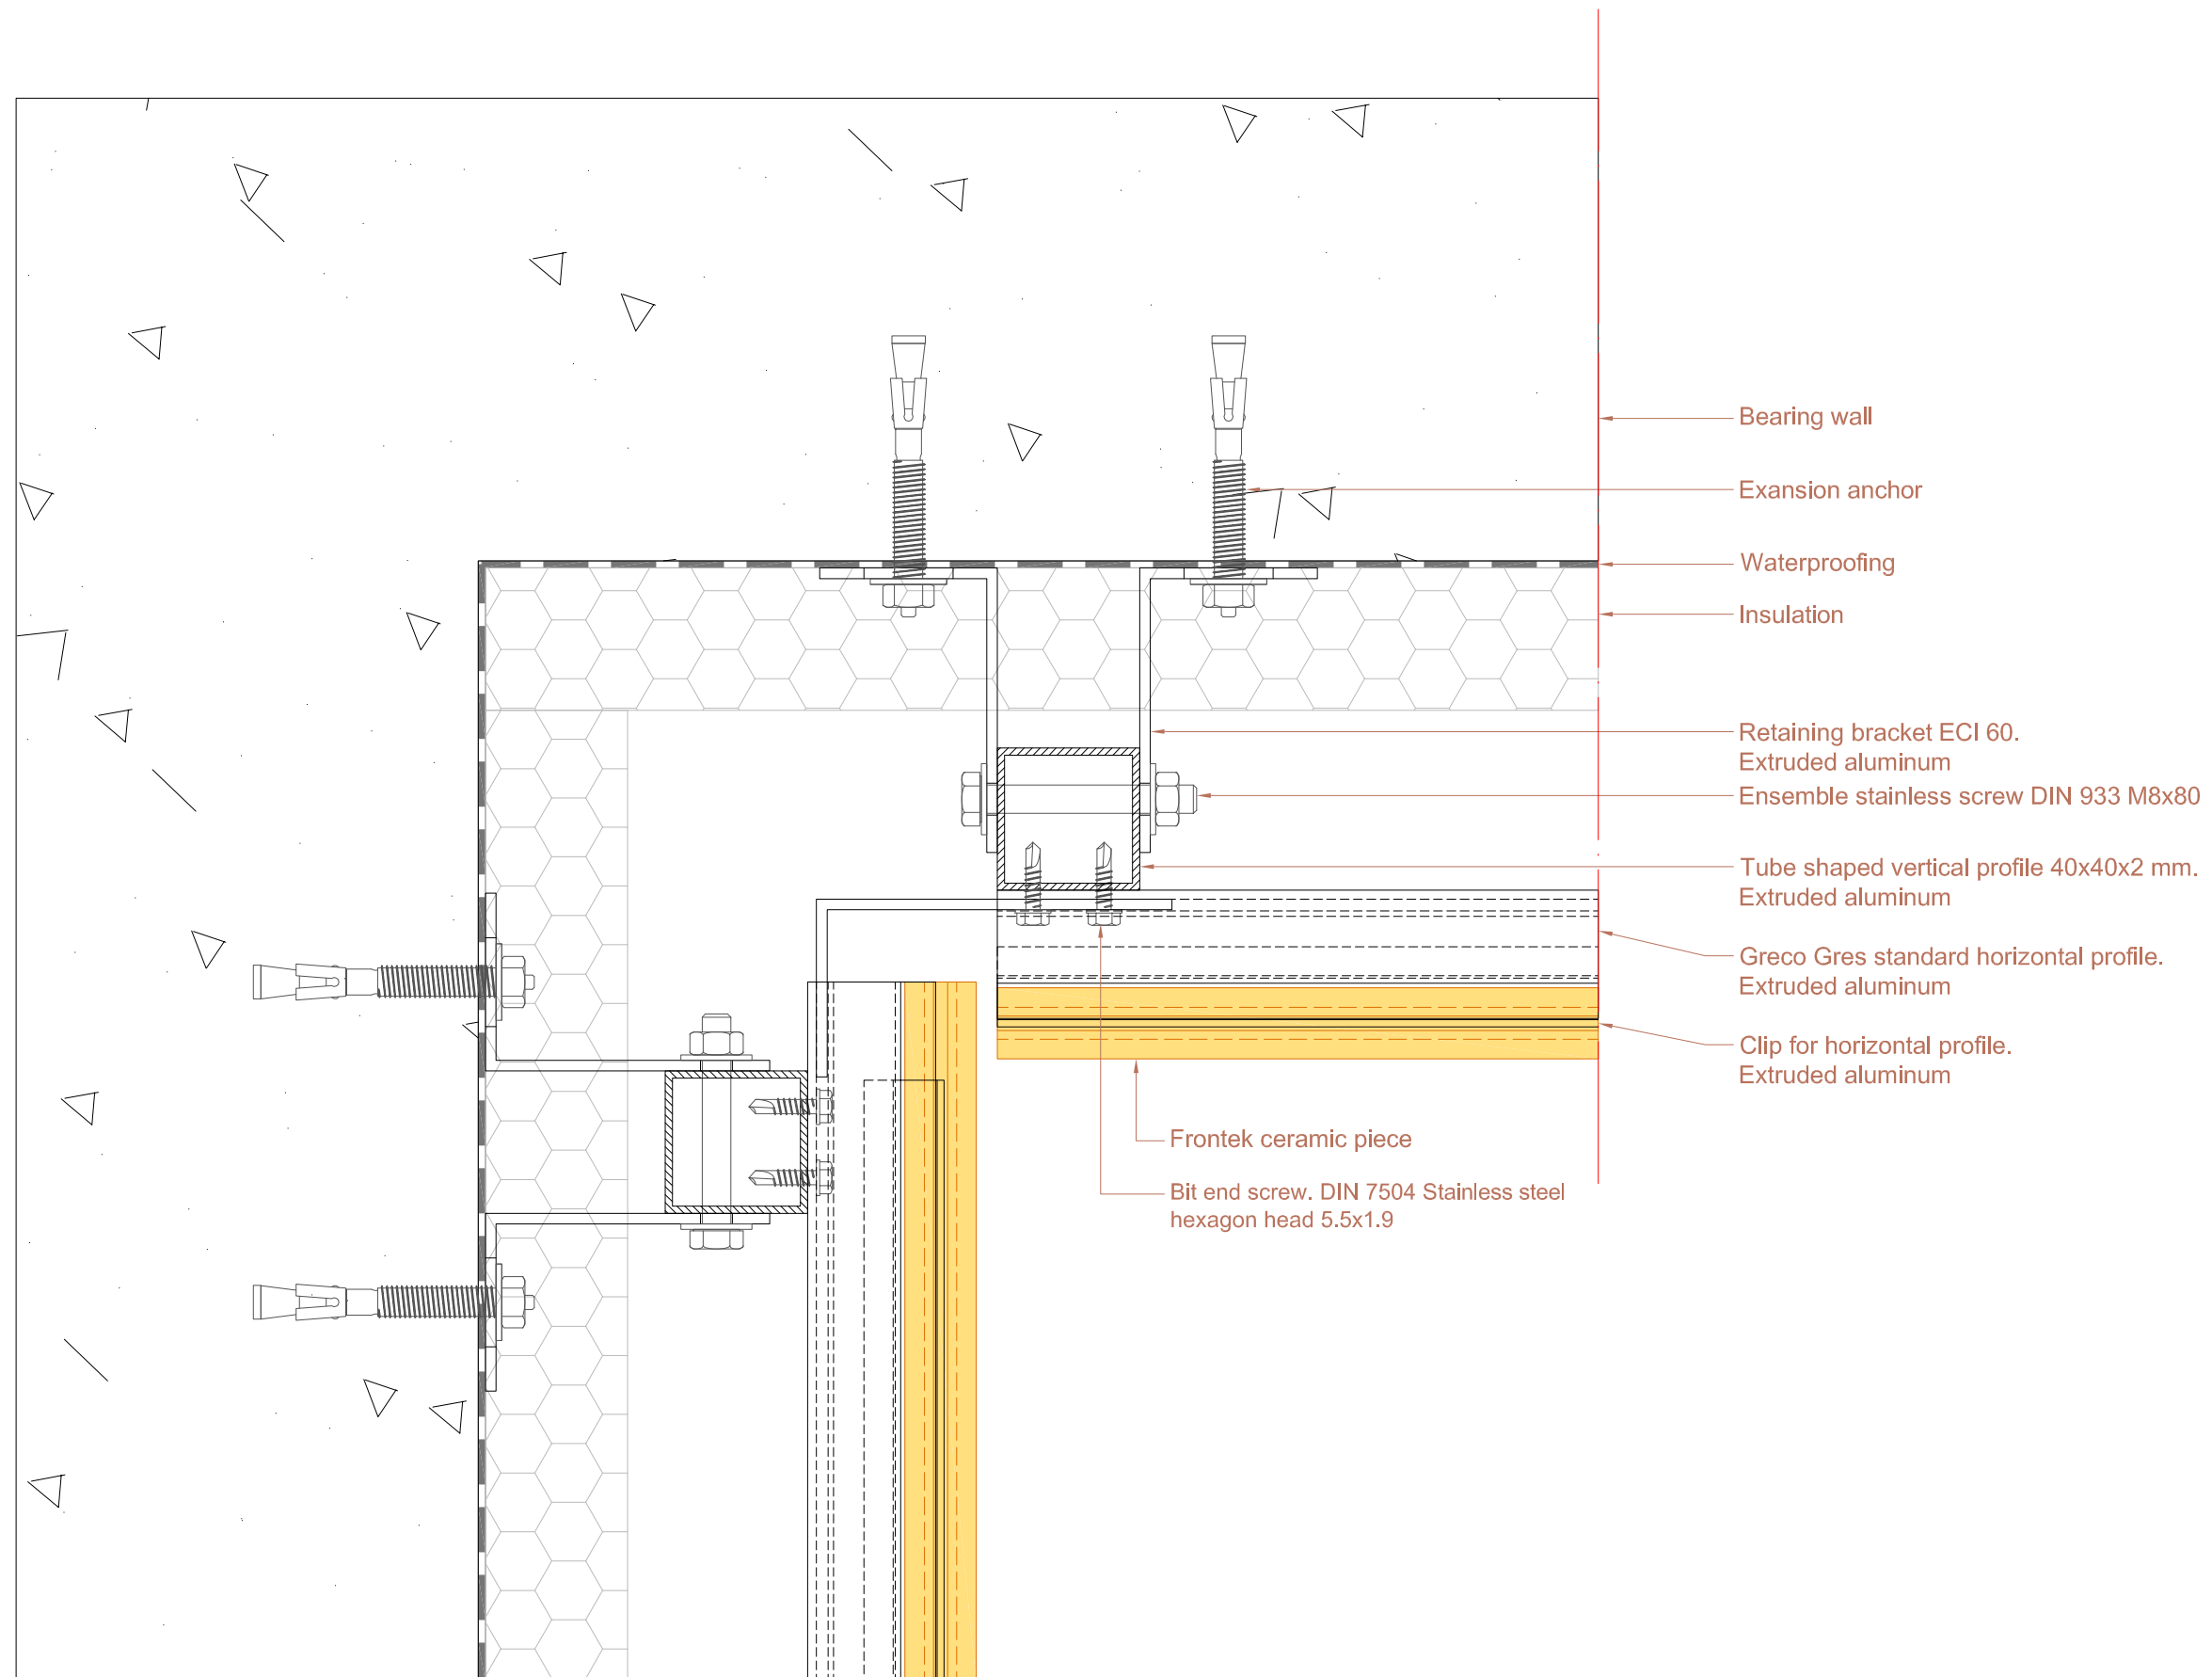 Bearing wall
Exansion anchor
Waterproofing
Insulation
Retaining bracket ECI 60.
Extruded aluminum
Ensemble stainless screw DIN 933 M8x80
Tube shaped vertical profile 40x40x2 mm.
Extruded aluminum
Greco Gres standard horizontal profile.
Extruded aluminum
Clip for horizontal profile.
Extruded aluminum
Frontek ceramic piece
Bit end screw. DIN 7504 Stainless steel
hexagon head 5.5x1.9